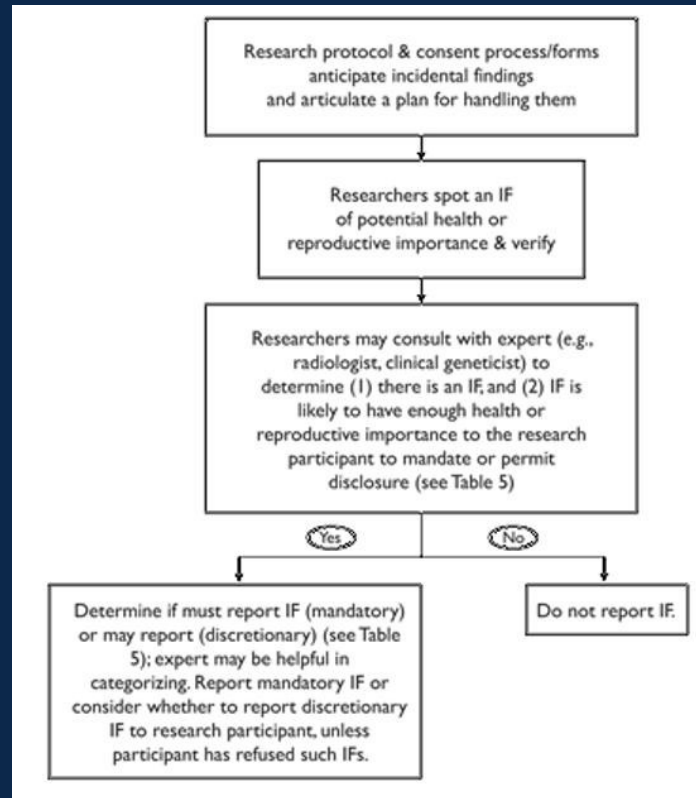 Research protocol & consent process/forms
anticipate incidental findings
and articulate a plan for handling them
Researchers spot an IF
of potential health or
reproductive importance & verify
Researchers may consult with expert (e.g.,
radiologist, clinical geneticist) to
determine (1) there is an IF, and (2) IF is
likely to have enough health or
reproductive importance to the research
participant to mandate or permit
disclosure (see Table 5)
Yes
No
Determine if must report IF (mandatory)
or may report (discretionary) (see Table
5); expert may be helpful in
categorizing. Report mandatory IF or
consider whether to report discretionary
IF to research participant, unless
participant has refused such IFs.
Do not report IF.